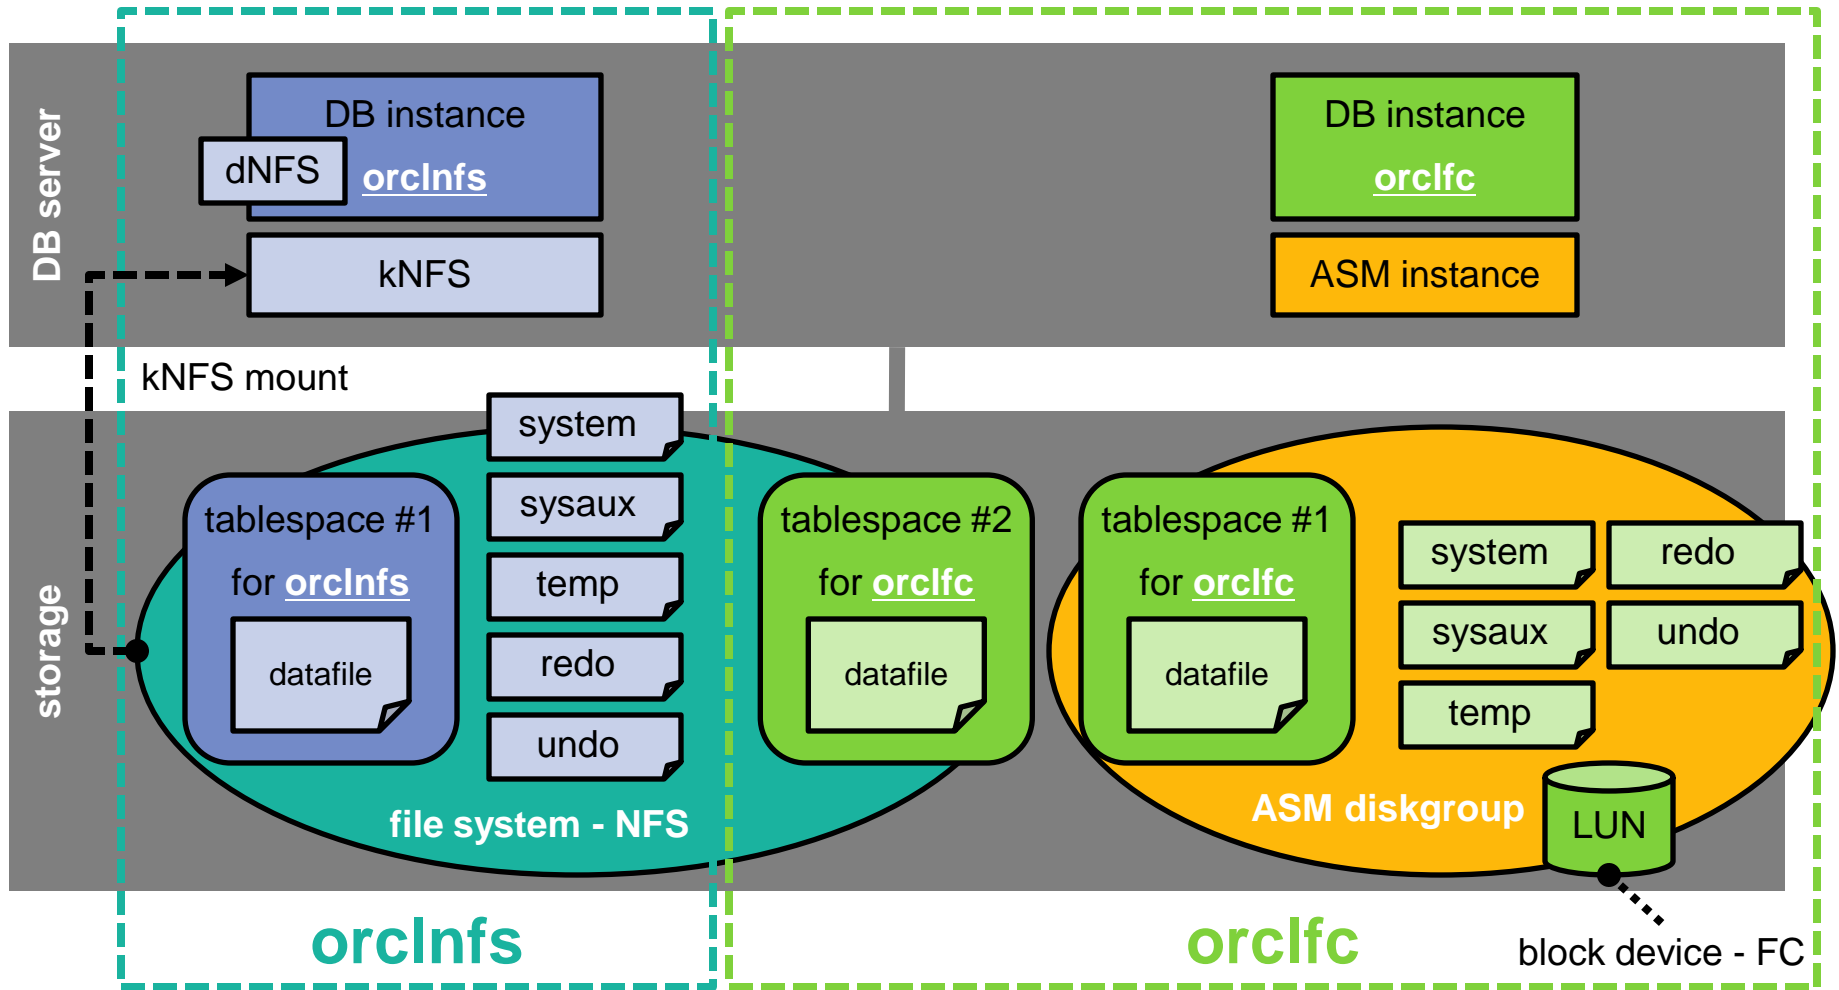 DB server
DB instance
dNFS
orclnfs
kNFS
DB instance
orclfc
ASM instance
kNFS mount
storage
tablespace #1
for orclnfs
datafile
system
sysaux
temp
redo
undo
file system - NFS
tablespace #2
for orclfc
datafile
tablespace #1
for orclfc
datafile
system
redo
sysaux
undo
temp
ASM diskgroup
LUN
orclnfs
orclfc
block device - FC